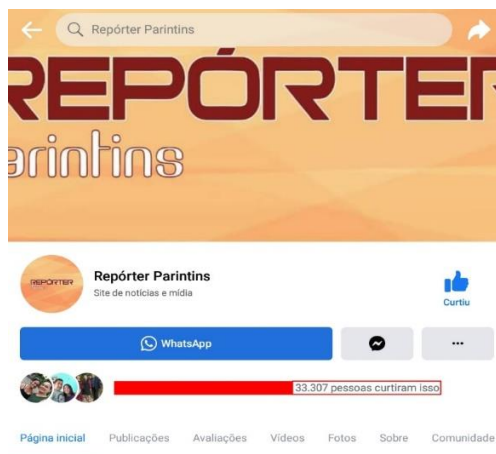 Repórter Parintins
REPÓRTER
arintins
REPÓRTER
Repórter Parintins
Site de notícias e mídia
Curtiu
WhatsApp
33.307 pessoas curtiram isso
Página inicial Publicações Avaliações Vídeos Fotos Sobre Comunidade